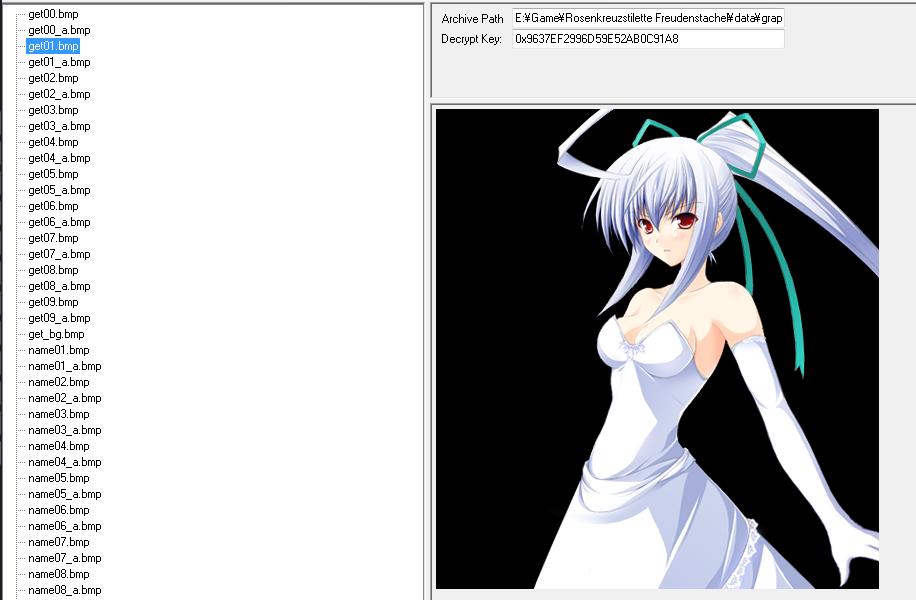 get00.bmp
get00_a.bmp
get01.bmp
get01_a.bmp
get02.bmp
get02_a.bmp
get03.bmp
get03_a.bmp
get04.bmp
get04_a.bmp
get05.bmp
get05_a.bmp
get06.bmp
get06_a.bmp
get07.bmp
get07_a.bmp
get08.bmp
get08_a.bmp
get09.bmp
get09_a.bmp
get_bg.bmp
name01.bmp
name01_a.bmp
name02.bmp
name02_a.bmp
name03.bmp
name03_a.bmp
name04.bmp
name04_a.bmp
name05.bmp
name05_a.bmp
name06.bmp
name06_a.bmp
name07.bmp
name07_a.bmp
name08.bmp
name08_a.bmp
Archive Path E:¥Game¥Rosenkreuzstilette Freudenstachel¥data¥grap
Decrypt Key: 0x9637EF2996D59E52AB0C91A8